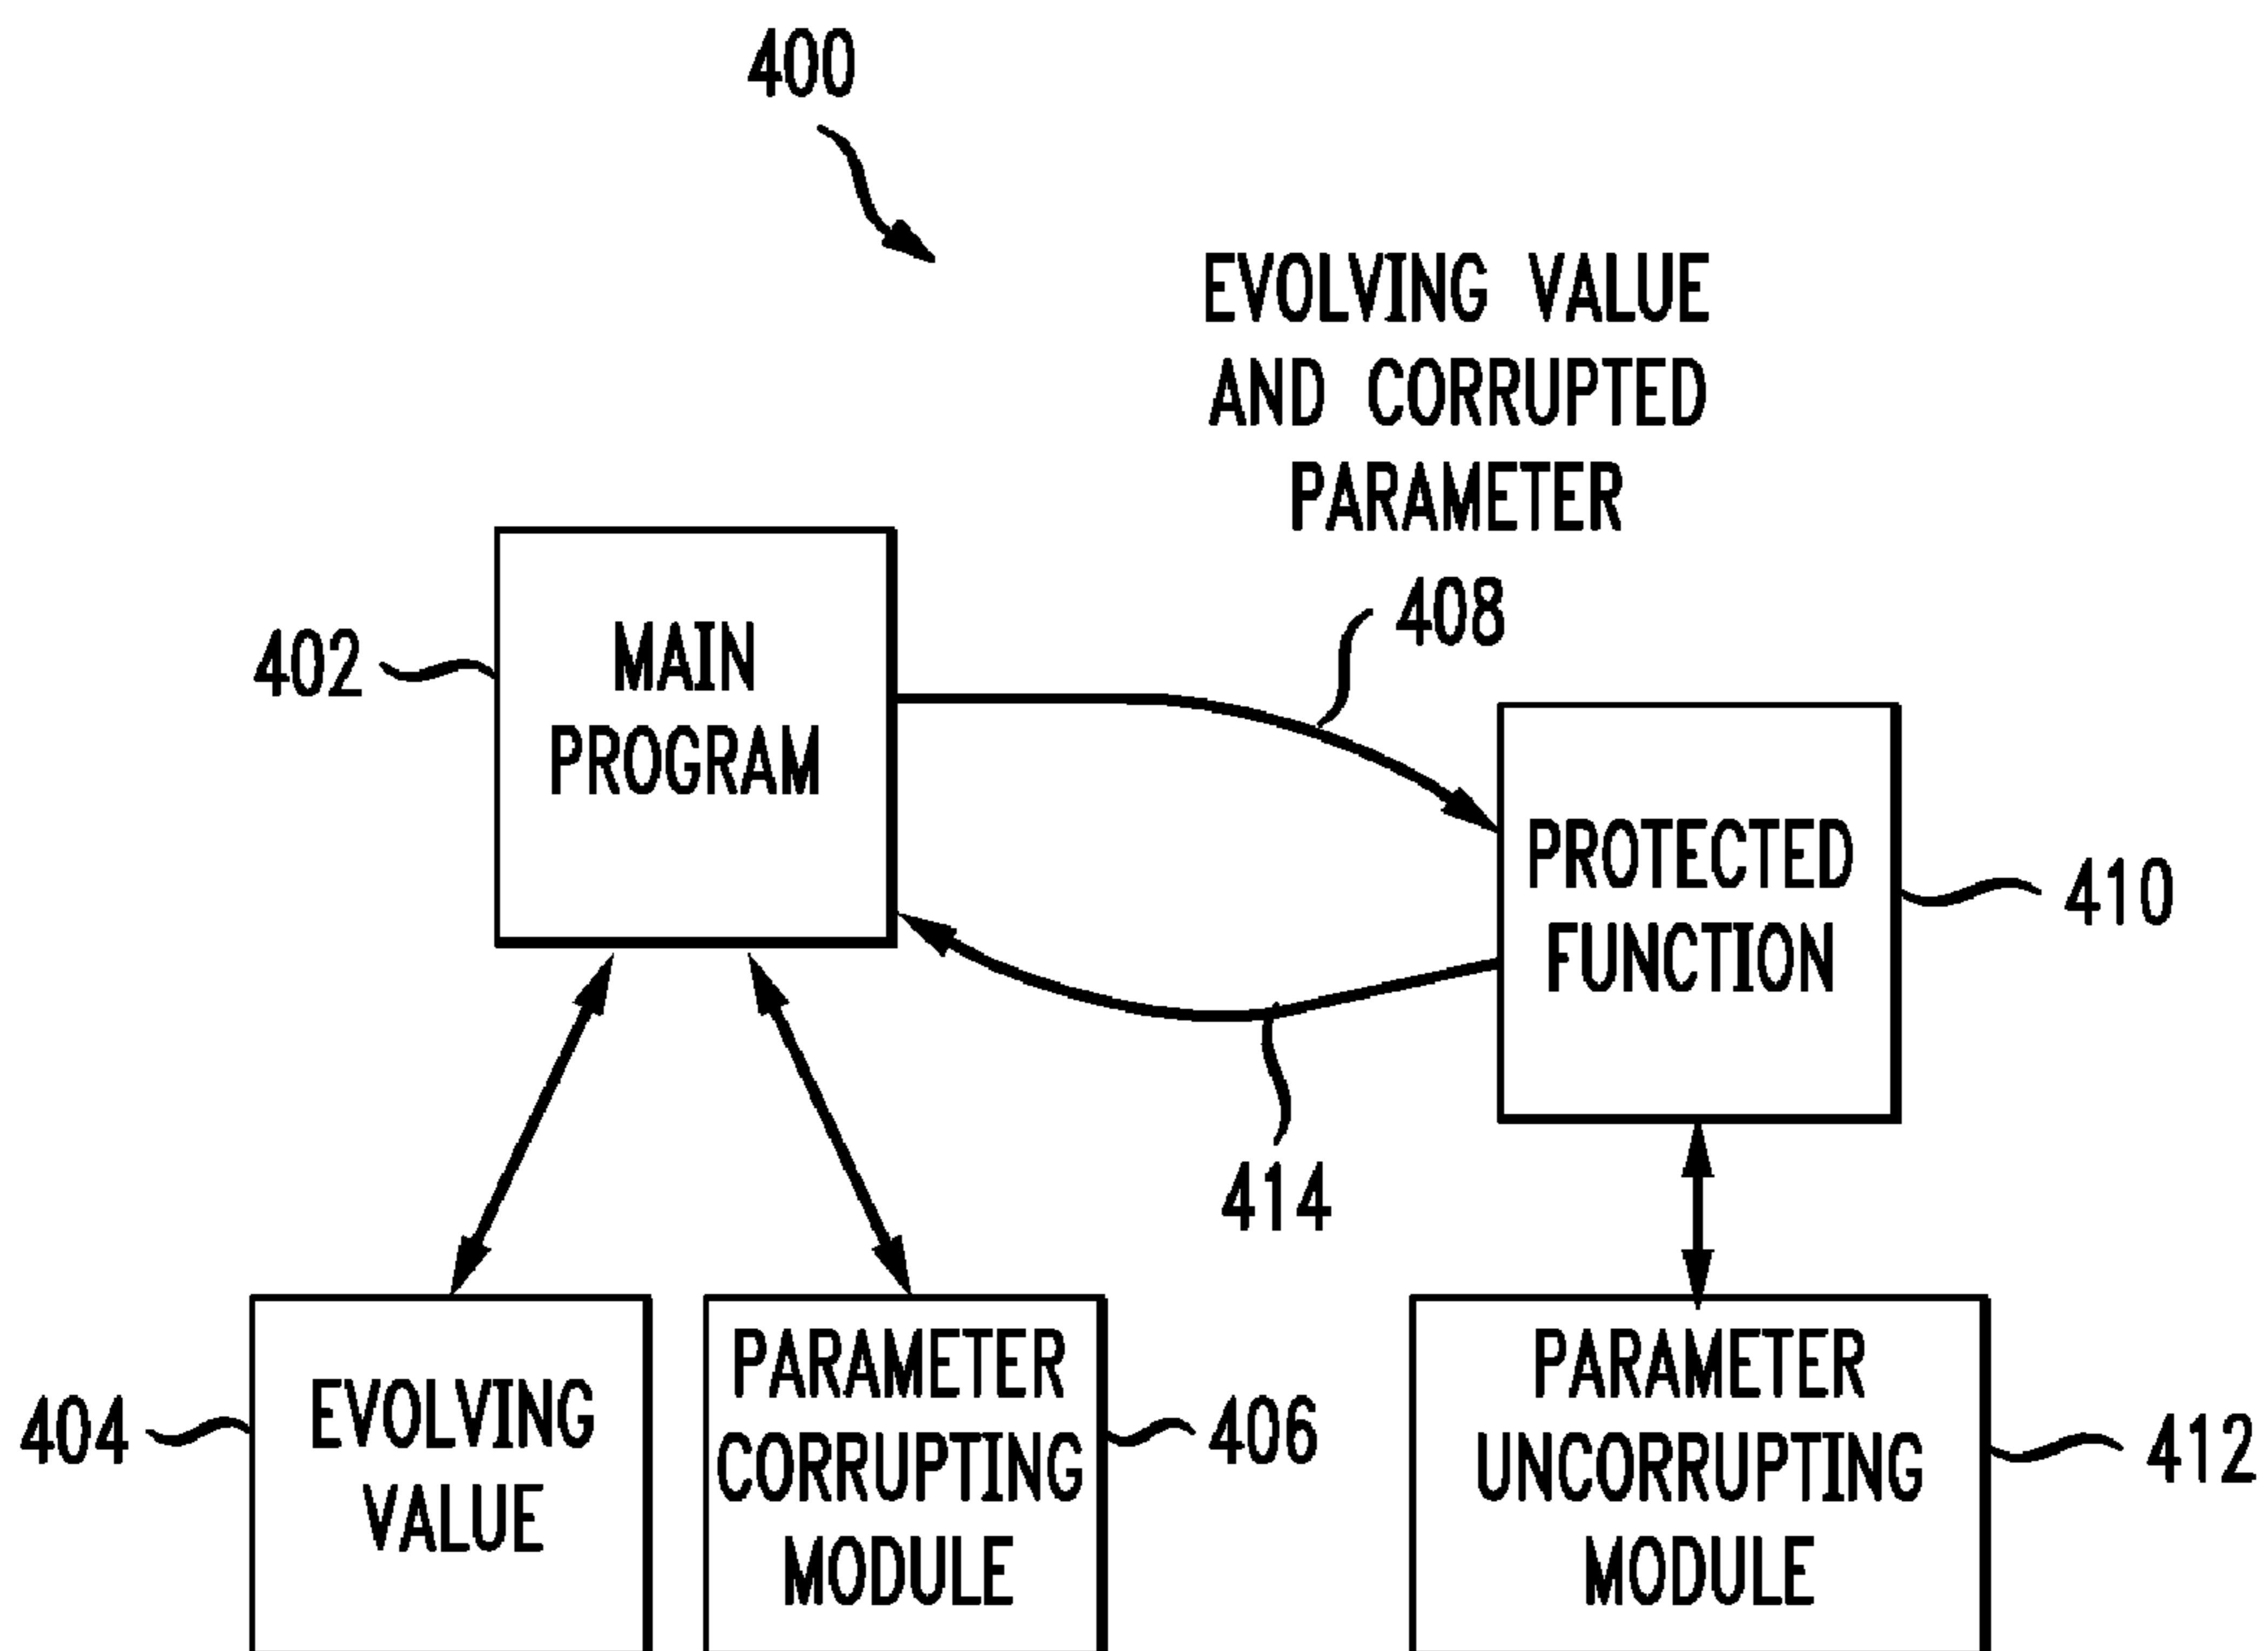 400
EVOLVING VALUE
AND CORRUPTED
PARAMETER
408
402
MAIN
PROGRAM
PROTECTED
FUNCTION
410
414
404
EVOLVING
VALUE
PARAMETER
CORRUPTING
MODULE
406
PARAMETER
UNCORRUPTING
MODULE
412